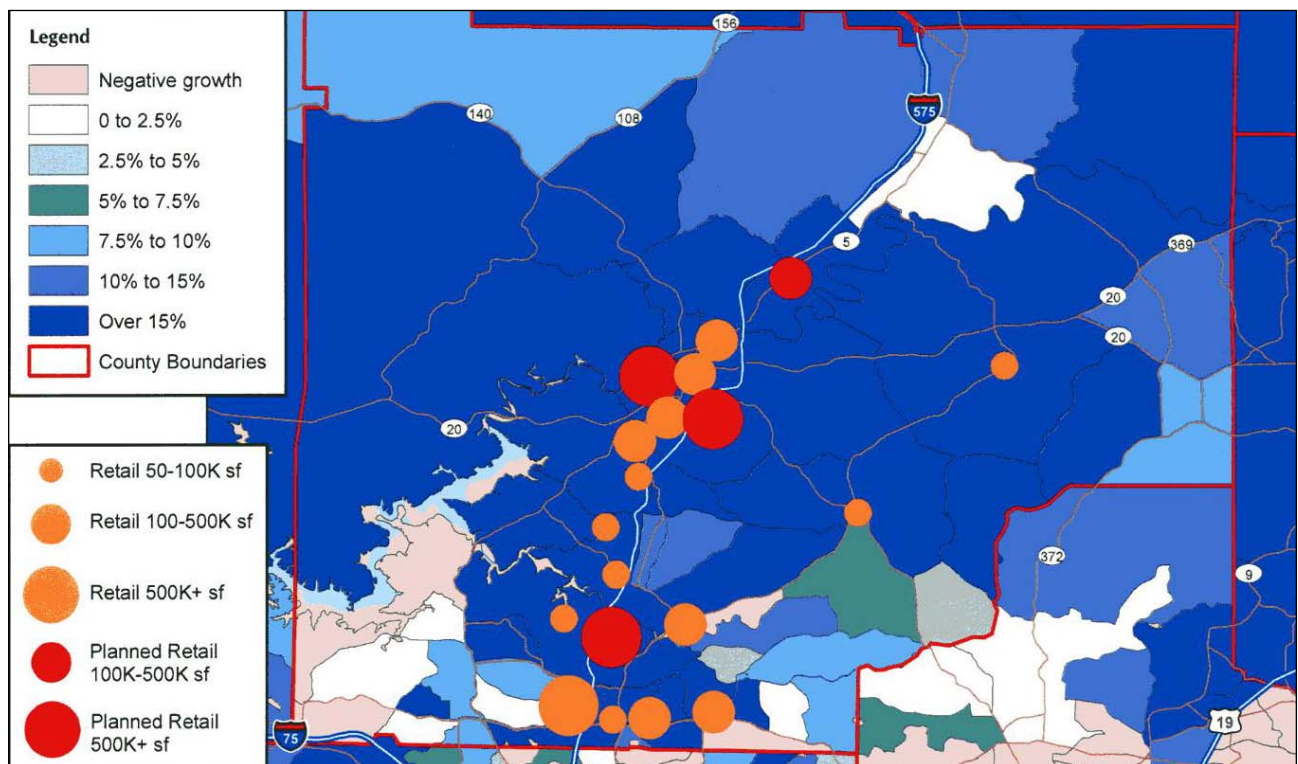 Legend
Negative growth
0 to 2.5%
2.5% to 5%
5% to 7.5%
7.5% to 10%
10% to 15%
Over 15%
County Boundaries
Retail 50-100K sf
Retail 100-500K sf
Retail 500K+ sf
Planned Retail
100K-500K sf
Planned Retail
500K+ sf
156
140
108
575
5
369
20
20
20
372
9
19
75